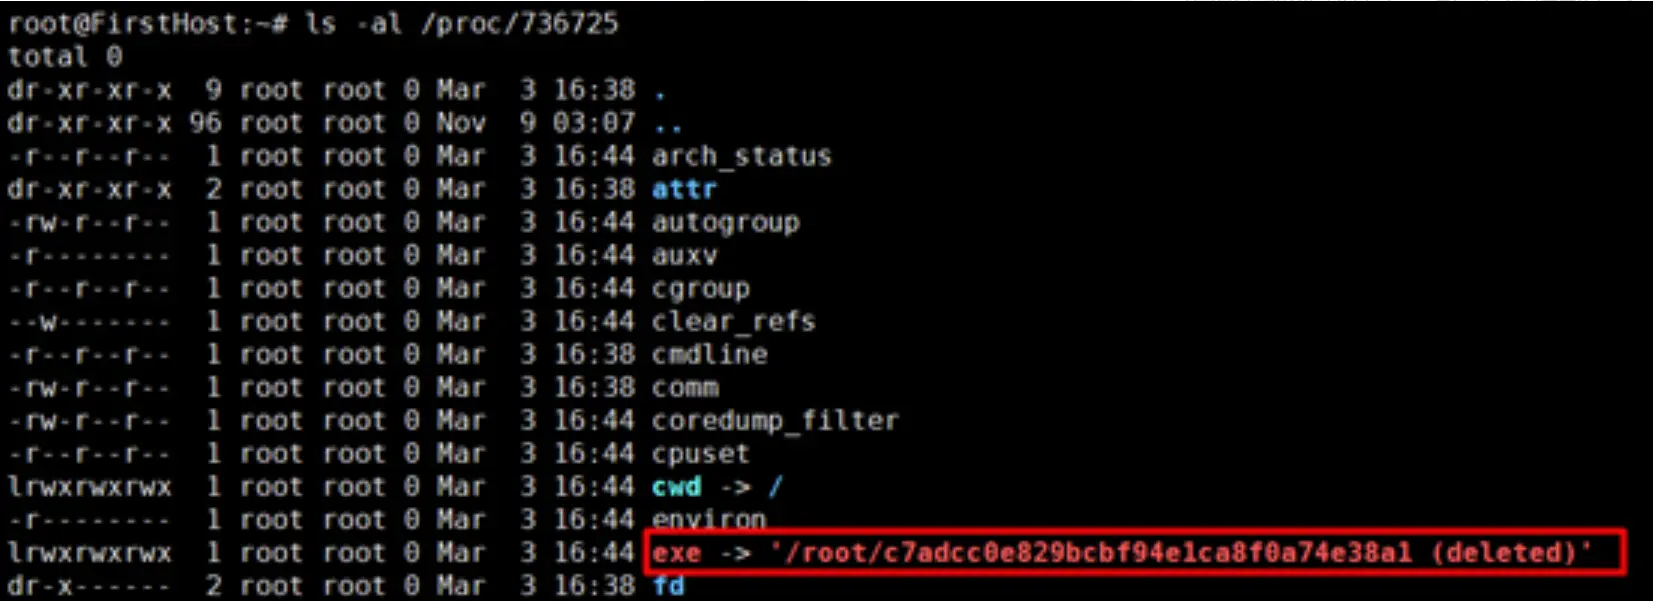 root@FirstHost:~# ls -al /proc/736725
total 0
dr-xr-xr-x  9 root root 0 Mar  3 16:38 .
dr-xr-xr-x 96 root root 0 Nov  9 03:07 ..
-r--r--r--  1 root root 0 Mar  3 16:44 arch_status
dr-xr-xr-x  2 root root 0 Mar  3 16:38 attr
-rw-r--r--  1 root root 0 Mar  3 16:44 autogroup
-r--------  1 root root 0 Mar  3 16:44 auxv
-r--r--r--  1 root root 0 Mar  3 16:44 cgroup
--w-------  1 root root 0 Mar  3 16:44 clear_refs
-r--r--r--  1 root root 0 Mar  3 16:38 cmdline
-rw-r--r--  1 root root 0 Mar  3 16:38 comm
-rw-r--r--  1 root root 0 Mar  3 16:44 coredump_filter
-r--r--r--  1 root root 0 Mar  3 16:44 cpuset
lrwxrwxrwx  1 root root 0 Mar  3 16:44 cwd -> /
-r--------  1 root root 0 Mar  3 16:44 environ
lrwxrwxrwx  1 root root 0 Mar  3 16:44 exe -> '/root/c7adcc0e829bcbf94e1ca8f0a74e38a1 (deleted)'
dr-x------  2 root root 0 Mar  3 16:38 fd